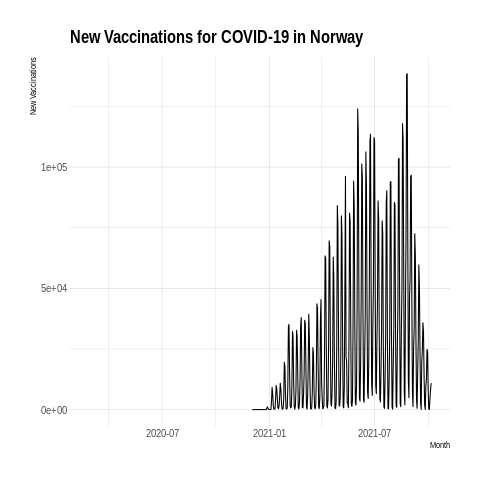 New Vaccinations for COVID-19 in Norway
New Vaccinations
1e+05
5e+04
0e+00
2020-07
2021-01
2021-07
Month